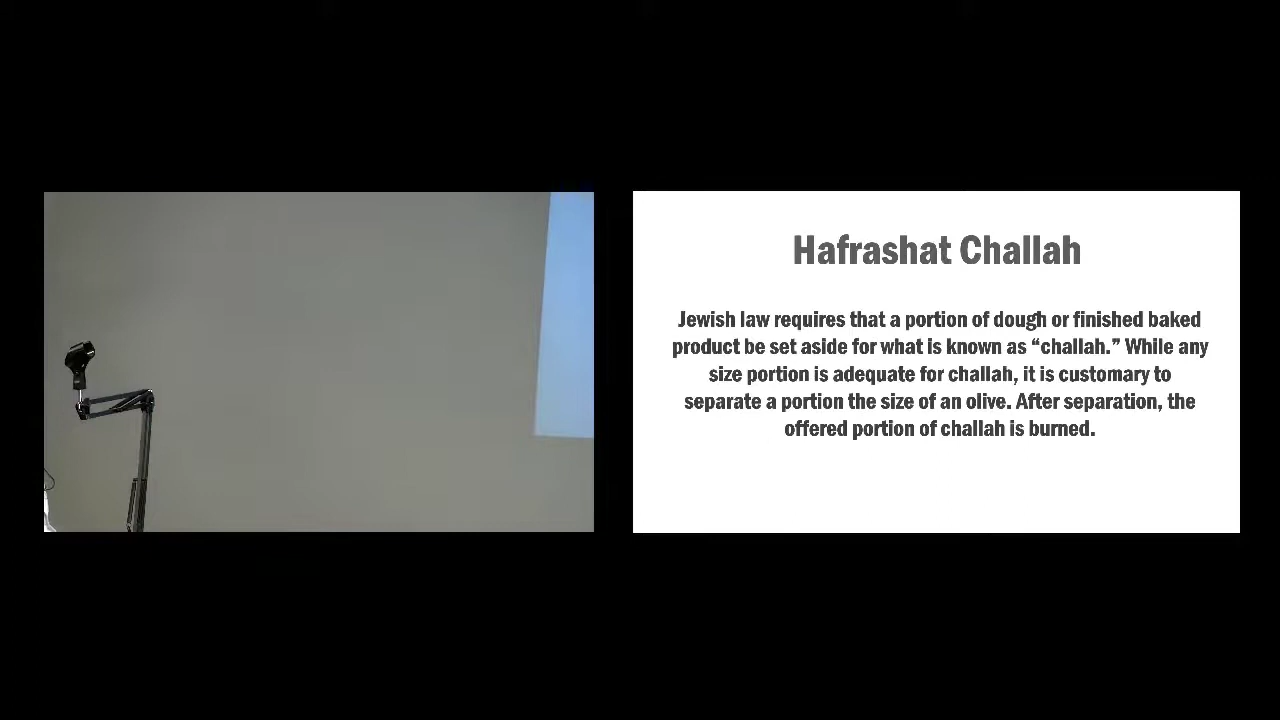 Hafrashat Challah
Jewish law requires that a portion of dough or finished baked
product be set aside for what is known as “challah.” While any
size portion is adequate for challah, it is customary to
separate a portion the size of an olive. After separation, the
offered portion of challah is burned.